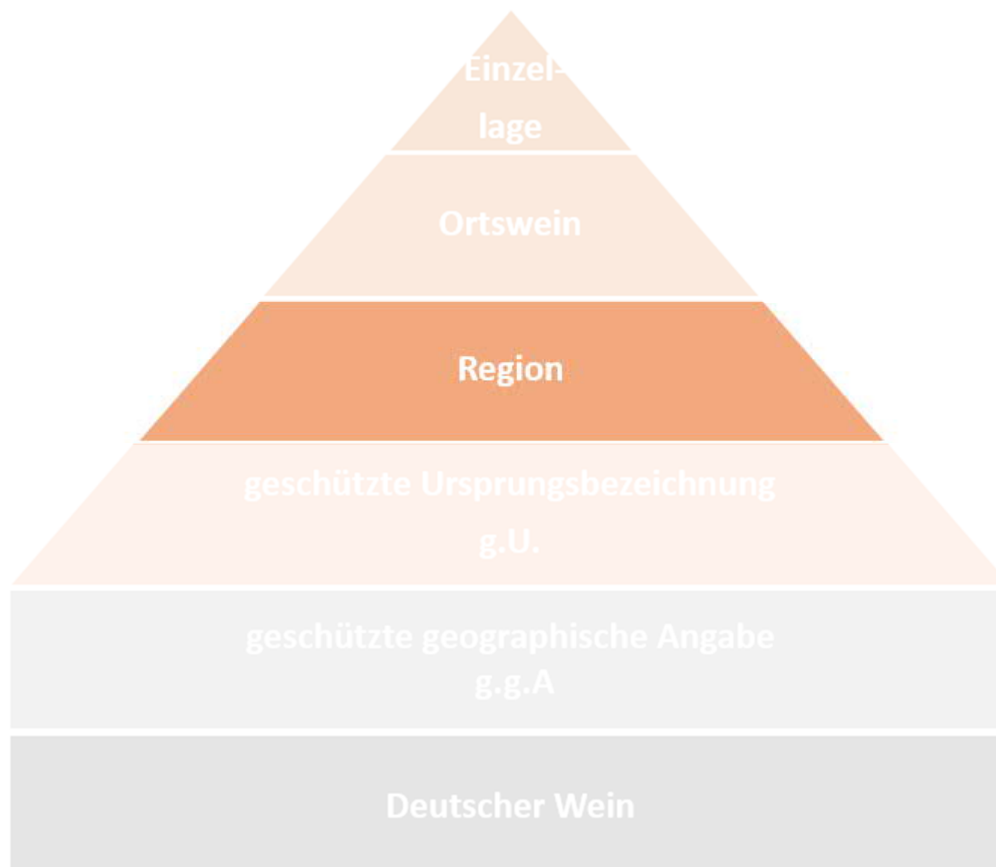 Einzel-
lage
Ortswein
Region
geschützte Ursprungsbezeichnung
g.U.
geschützte geographische Angabe
g.g.A
Deutscher Wein